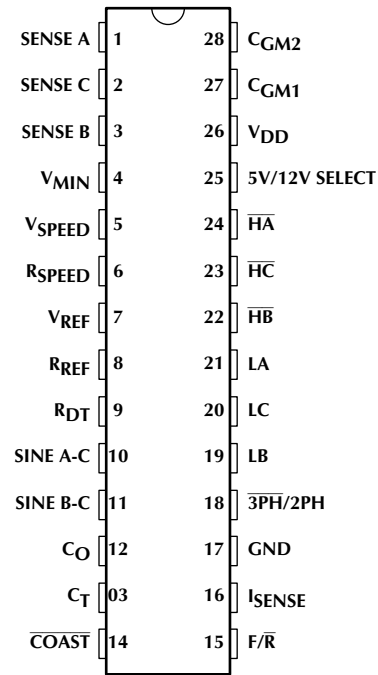 SENSE A 1 28 CGM2
SENSE C 2 27 CGM1
SENSE B 3 26 VDD
VMIN 4 25 5V/12V SELECT
VSPEED 5 24 HA
RSPEED 6 23 HC
VREF 7 22 HB
RREF 8 21 LA
RDT 9 20 LC
SINE A-C 10 19 LB
SINE B-C 11 18 3PH/2PH
CO 12 17 GND
CT 03 16 ISENSE
COAST 14 15 F/R